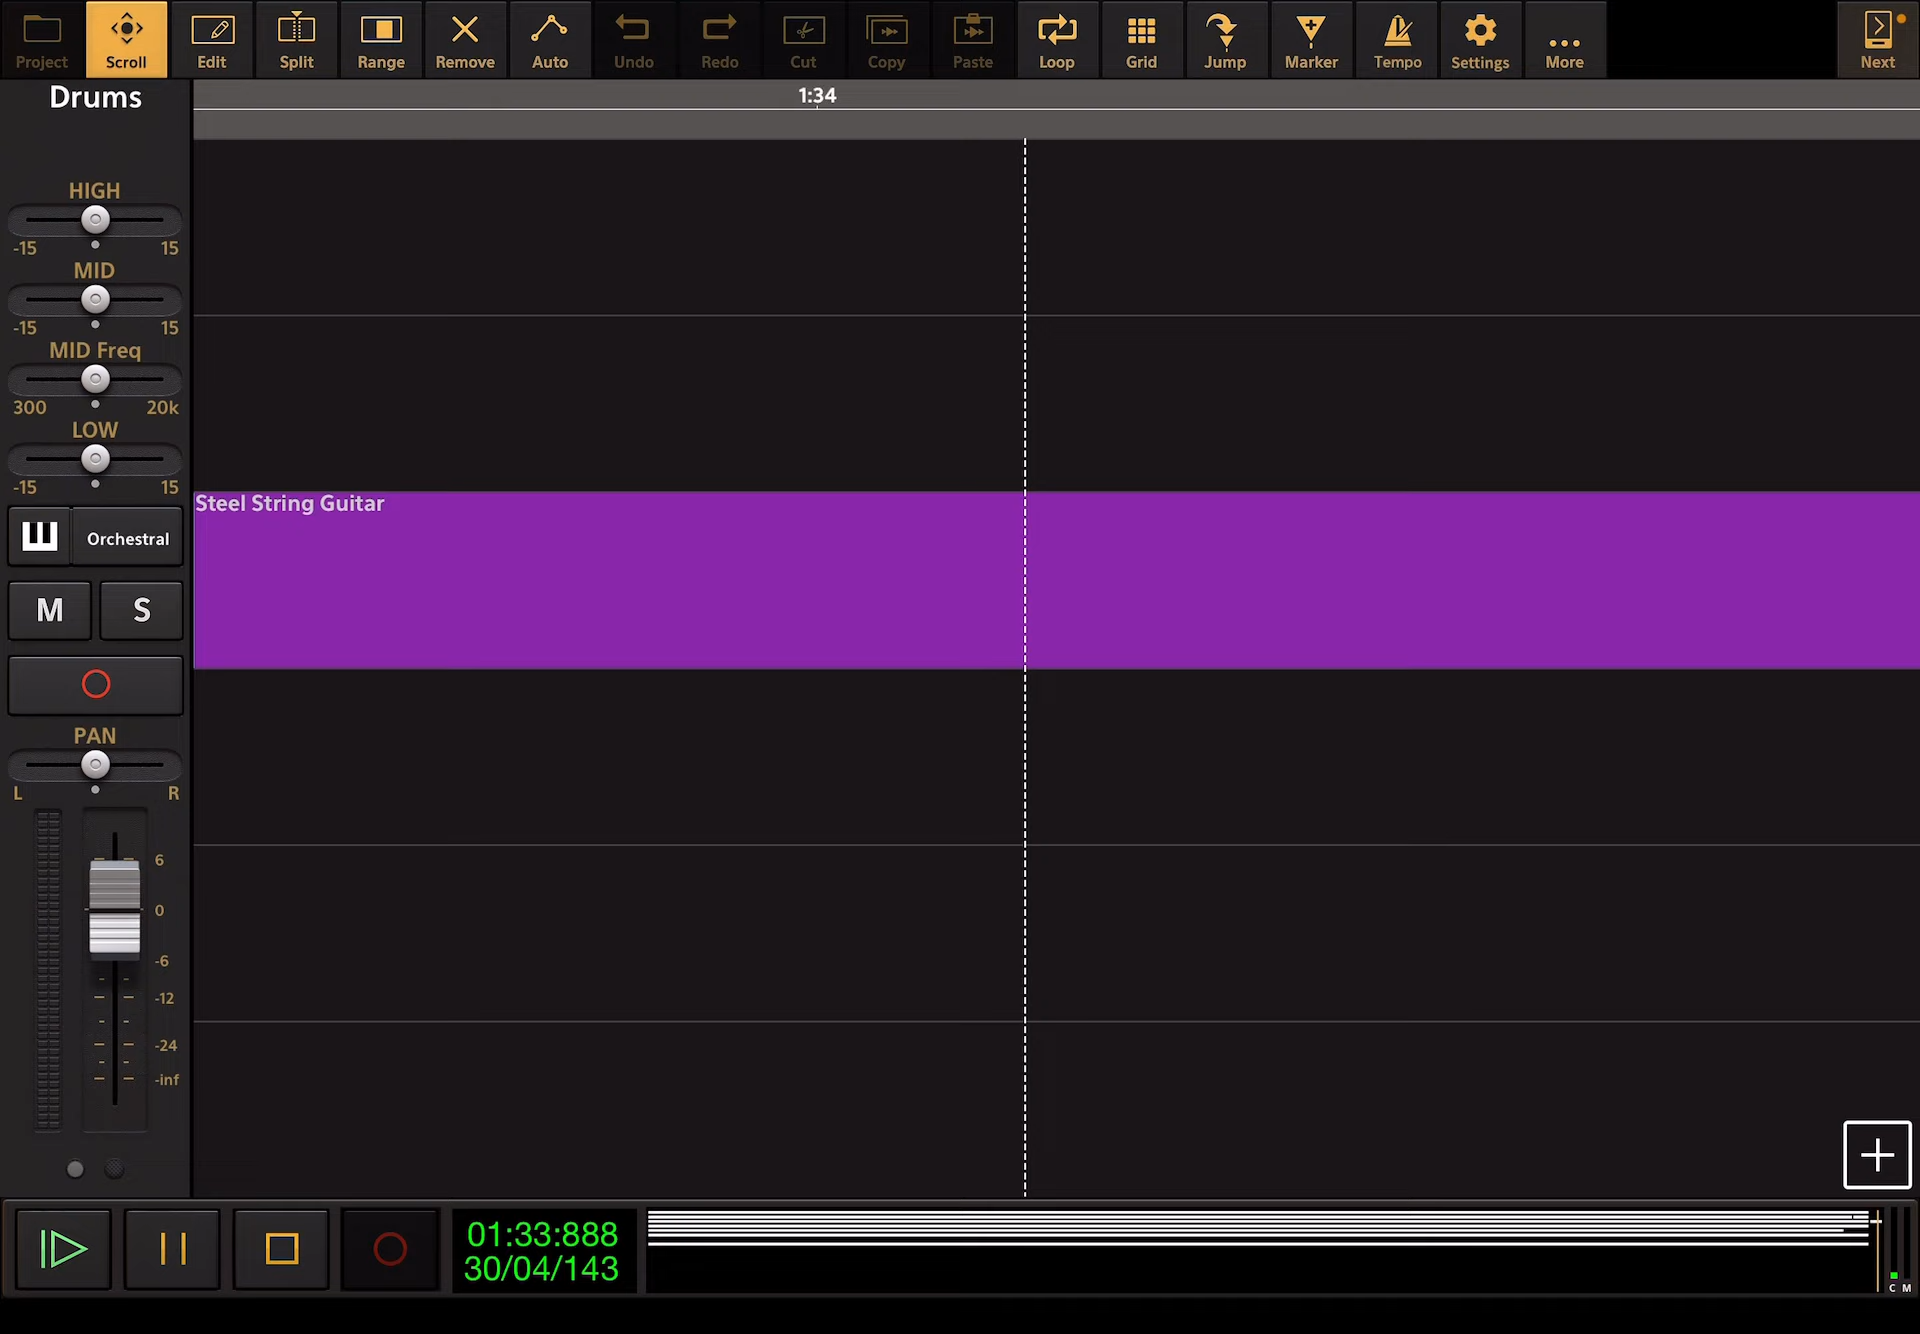 Project
Scroll
Edit
Split
Range
Remove
Auto
Undo
Redo
Cut
Copy
Paste
Loop
Grid
Jump
Marker
Tempo
Settings
More
Next
Drums
1:34
HIGH
-15 15
MID
-15 15
MID Freq
300 20k
LOW
-15 15
Steel String Guitar
Orchestral
M S
PAN
L R
6
0
-6
-12
-24
-inf
01:33:888
30/04/143
C M